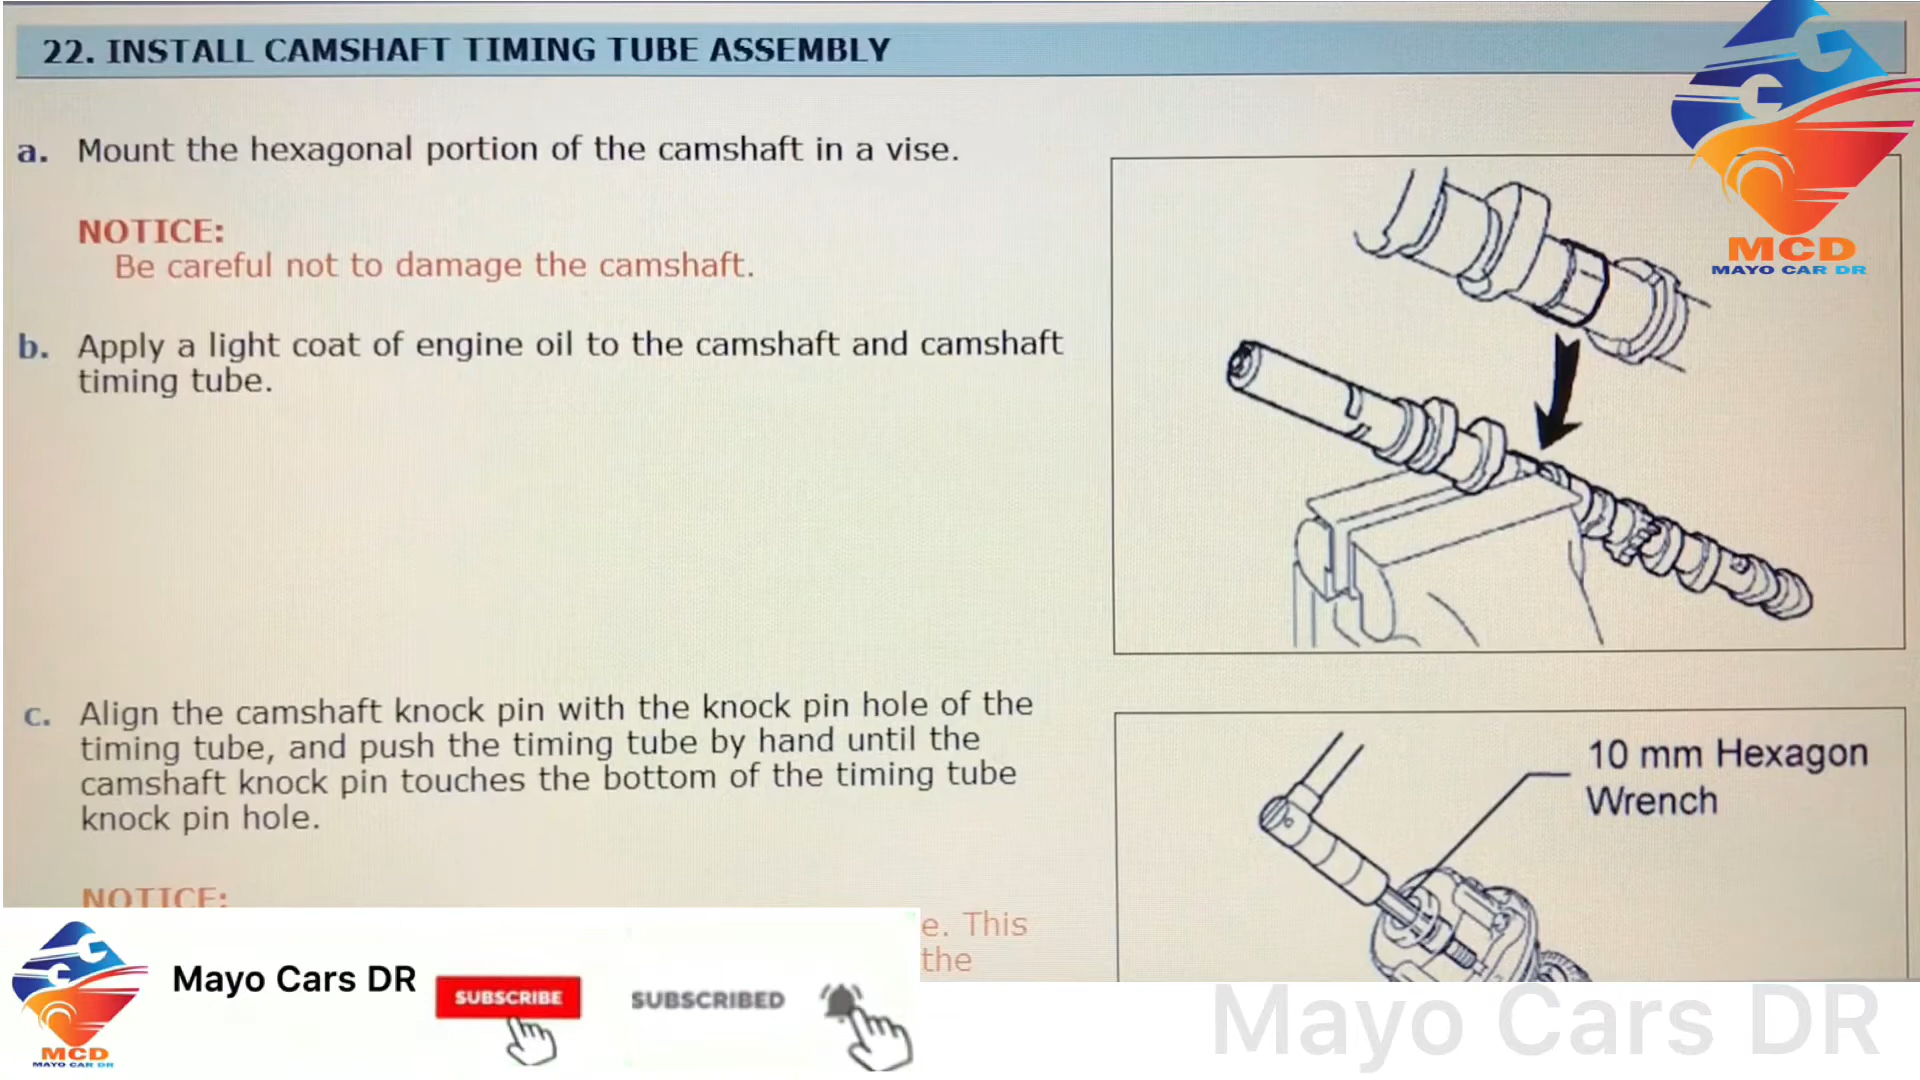 22. INSTALL CAMSHAFT TIMING TUBE ASSEMBLY
a. Mount the hexagonal portion of the camshaft in a vise.
NOTICE:
Be careful not to damage the camshaft.
b. Apply a light coat of engine oil to the camshaft and camshaft
timing tube.
c. Align the camshaft knock pin with the knock pin hole of the
timing tube, and push the timing tube by hand until the
camshaft knock pin touches the bottom of the timing tube
knock pin hole.
NOTICE:
e. This
the
MCD
MAYO CAR DR
10 mm Hexagon
Wrench
MCD
MAYO CAR DR
Mayo Cars DR
SUBSCRIBE
SUBSCRIBED
Mayo Cars DR